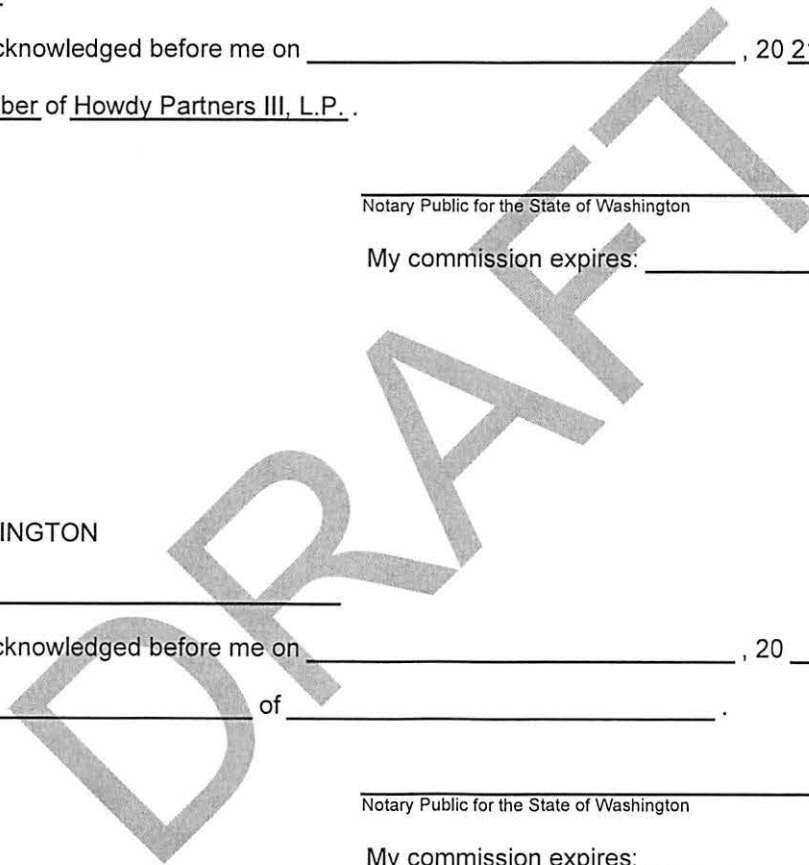 cknowledged before me on , 20 2
ber of Howdy Partners III, L.P. .
Notary Public for the State of Washington
My commission expires:
INGTON
cknowledged before me on , 20
of .
Notary Public for the State of Washington
My commission expires:
DRAFT